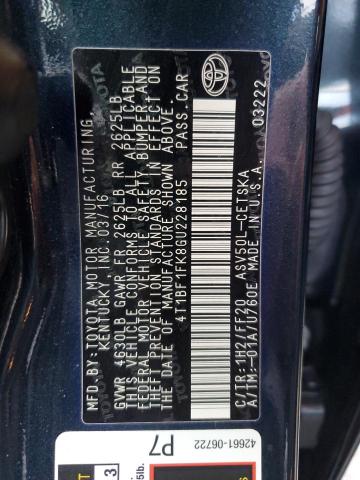 MFD. BY: TOYOTA MOTOR MANUFACTURING,
KENTUCKY, INC. 03/16
GVWR 4630LB GAWR FR 2625LB RR 2625LB
THIS VEHICLE CONFORMS TO ALL APPLICABLE
FEDERAL MOTOR VEHICLE SAFETY, BUMPER, AND
THEFT PREVENTION STANDARDS IN EFFECT ON
THE DATE OF MANUFACTURE SHOWN ABOVE.
4T1BF1FK8GU228185 PASS.CAR
C/TR: 1H2/FF20 ASV50L-CETSKA
A/TM: -01A/U760E MADE IN U.S.A. 03222
TOYOTA
42661-06722
P7
3